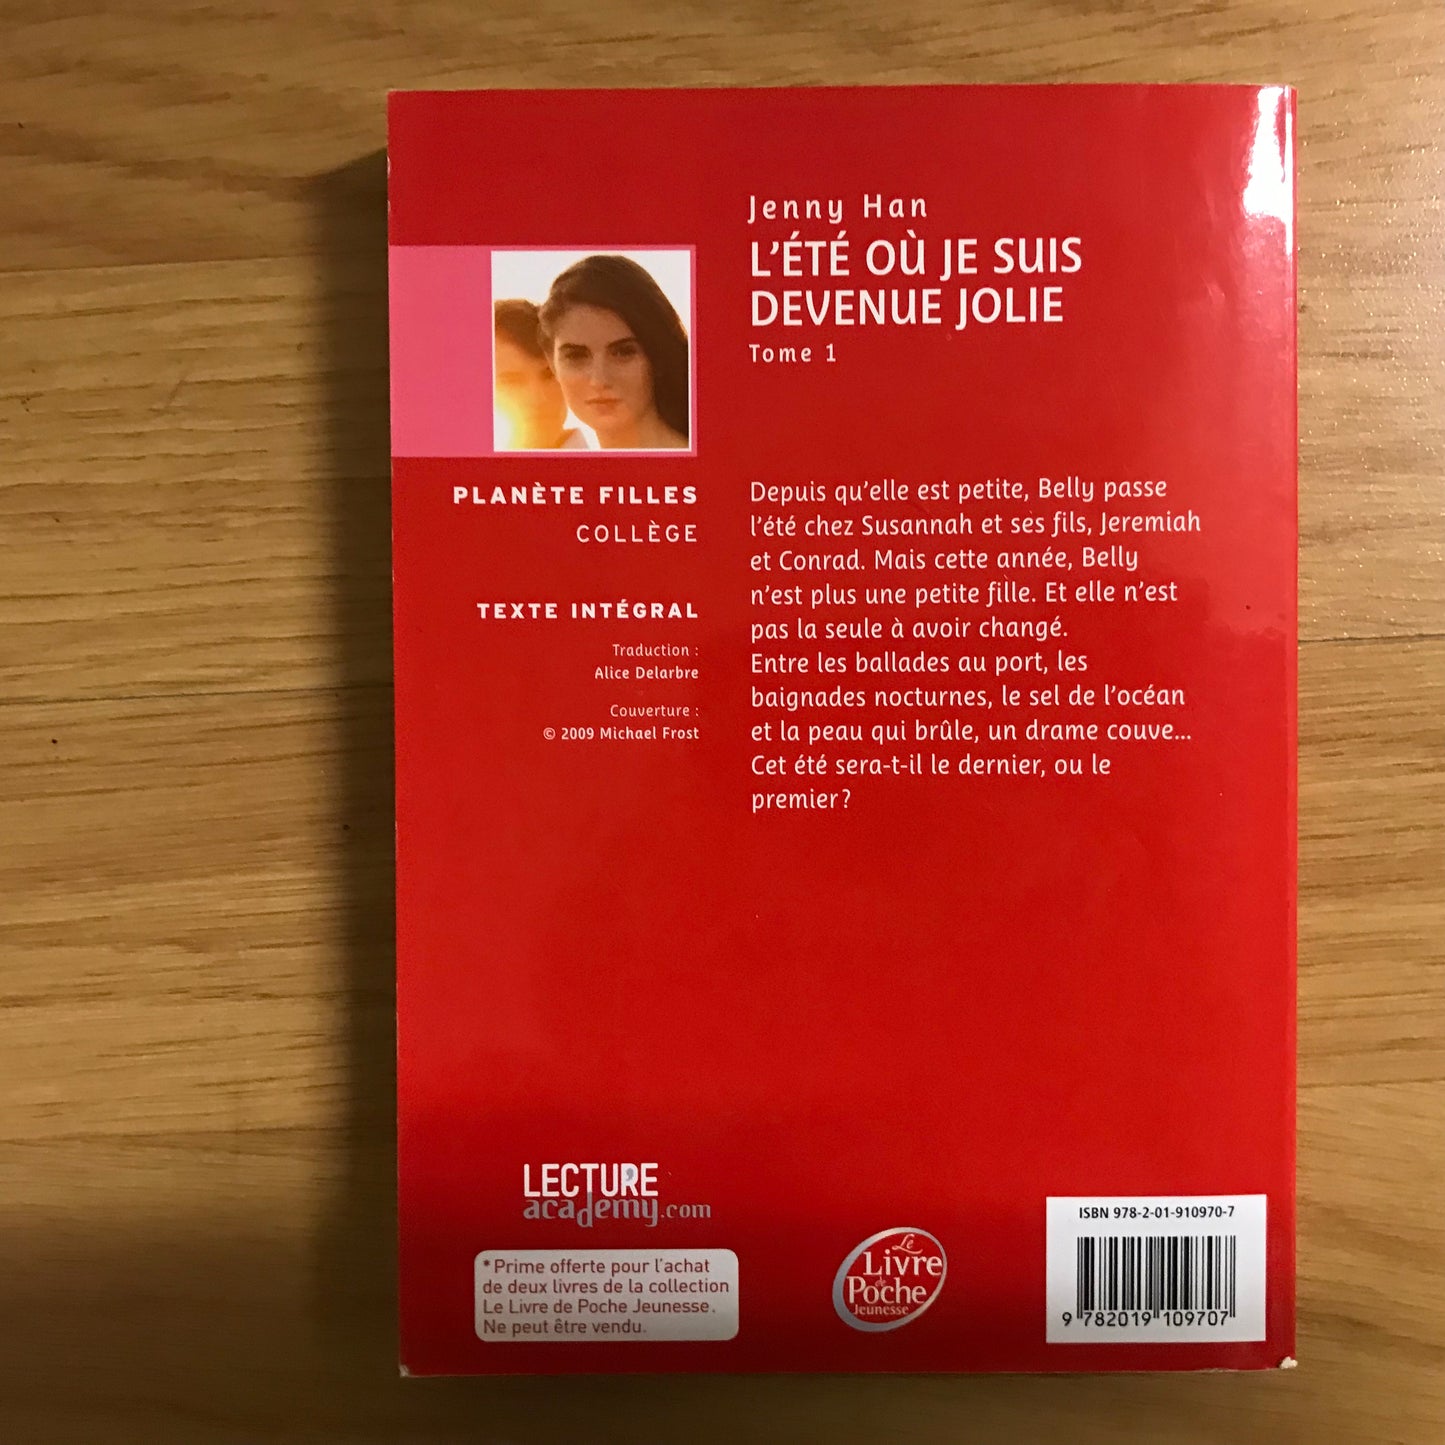 Jenny Han
L'ÉTÉ OÙ JE SUIS
DEVENUE JOLIE
Tome 1
PLANÈTE FILLES
COLLÈGE
TEXTE INTÉGRAL
Traduction :
Alice Delarbre
Couverture :
© 2009 Michael Frost
Depuis qu'elle est petite, Belly passe
l'été chez Susannah et ses fils, Jeremiah
et Conrad. Mais cette année, Belly
n'est plus une petite fille. Et elle n'est
pas la seule à avoir changé.
Entre les ballades au port, les
baignades nocturnes, le sel de l'océan
et la peau qui brûle, un drame couve...
Cet été sera-t-il le dernier, ou le
premier ?
LECTURE
academy.com
* Prime offerte pour l'achat
de deux livres de la collection
Le Livre de Poche Jeunesse.
Ne peut être vendu.
Le
Livre
de
Poche
Jeunesse
ISBN 978-2-01-910970-7
9 782019 109707